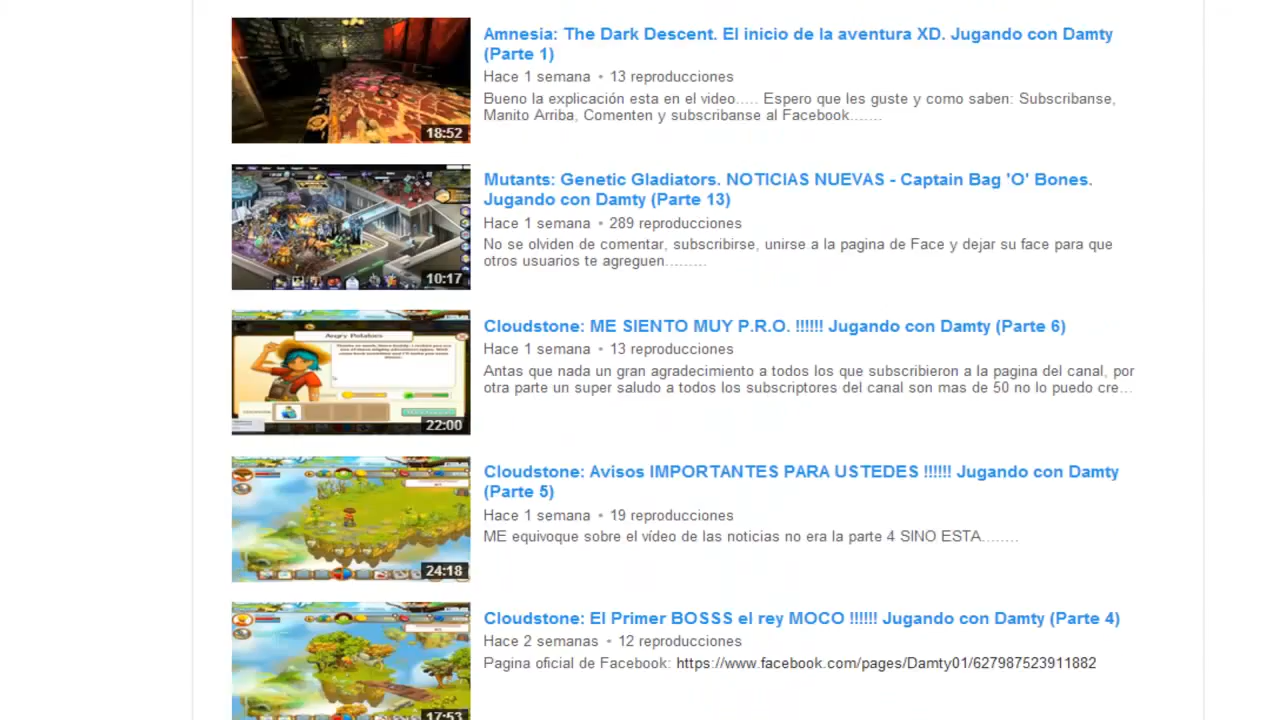 Amnesia: The Dark Descent. El inicio de la aventura XD. Jugando con Damty
(Parte 1)
Hace 1 semana • 13 reproducciones
Bueno la explicación esta en el video..... Espero que les guste y como saben: Subscribanse,
Manito Arriba, Comenten y subscribanse al Facebook.......
18:52
Mutants: Genetic Gladiators. NOTICIAS NUEVAS - Captain Bag 'O' Bones.
Jugando con Damty (Parte 13)
Hace 1 semana • 289 reproducciones
No se olviden de comentar, subscribirse, unirse a la pagina de Face y dejar su face para que
otros usuarios te agreguen.........
10:17
Cloudstone: ME SIENTO MUY P.R.O. !!!!!! Jugando con Damty (Parte 6)
Hace 1 semana • 13 reproducciones
Antas que nada un gran agradecimiento a todos los que subscribieron a la pagina del canal, por
otra parte un super saludo a todos los subscriptores del canal son mas de 50 no lo puedo cre...
Angry Potatoes
22:00
Cloudstone: Avisos IMPORTANTES PARA USTEDES !!!!!! Jugando con Damty
(Parte 5)
Hace 1 semana • 19 reproducciones
ME equivoque sobre el vídeo de las noticias no era la parte 4 SINO ESTA........
24:18
Cloudstone: El Primer BOSSS el rey MOCO !!!!!! Jugando con Damty (Parte 4)
Hace 2 semanas • 12 reproducciones
Pagina oficial de Facebook: https://www.facebook.com/pages/Damty01/627987523911882
17:53